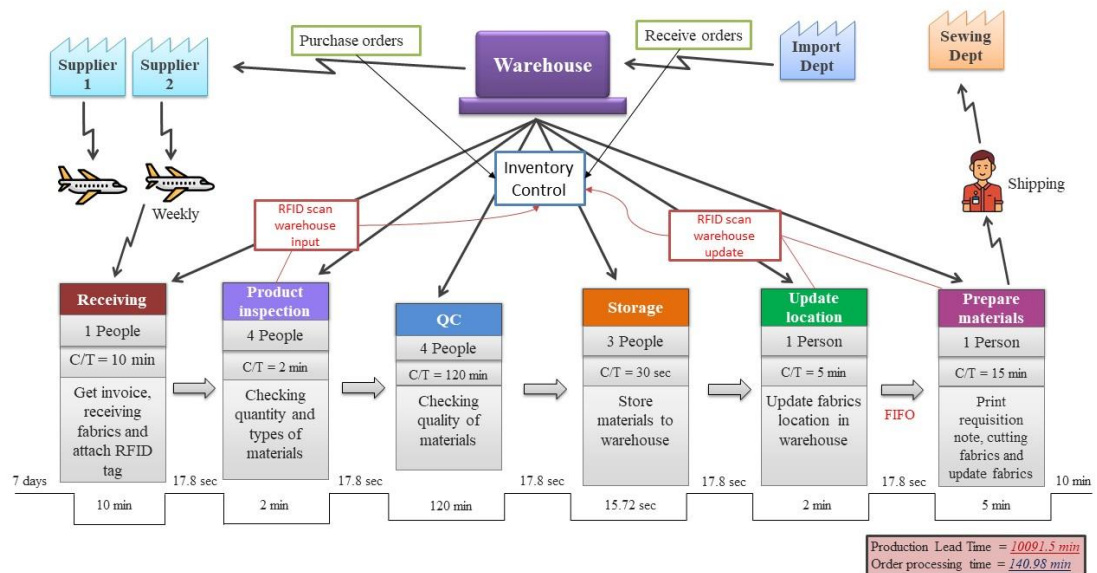 Purchase orders
Receive orders
Supplier
1
Supplier
2
Warehouse
Import
Dept
Sewing
Dept
Inventory
Control
Weekly
RFID scan
warehouse
input
RFID scan
warehouse
update
Shipping
Receiving
1 People
C/T = 10 min
Get invoice,
receiving
fabrics and
attach RFID
tag
Product
inspection
4 People
C/T = 2 min
Checking
quantity and
types of
materials
QC
4 People
C/T = 120 min
Checking
quality of
materials
Storage
3 People
C/T = 30 sec
Store
materials to
warehouse
Update
location
1 Person
C/T = 5 min
Update fabrics
location in
warehouse
FIFO
Prepare
materials
1 Person
C/T = 15 min
Print
requisition
note, cutting
fabrics and
update fabrics
7 days
17.8 sec
17.8 sec
17.8 sec
17.8 sec
17.8 sec
10 min
10 min
2 min
120 min
15.72 sec
2 min
5 min
Production Lead Time = 10091.5 min
Order processing time = 140.98 min